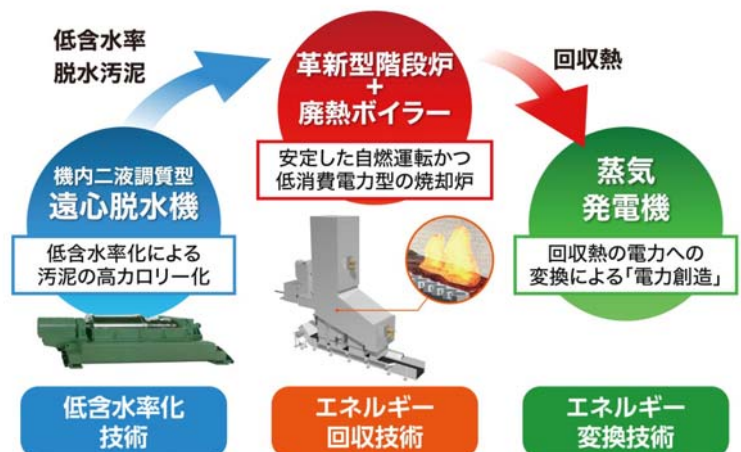 低含水率
脱水汚泥
革新型階段炉
+
廃熱ボイラー
安定した自燃運転かつ
低消費電力型の焼却炉
回収熱
機内二液調質型
遠心脱水機
低含水率化による
汚泥の高カロリー化
蒸気
発電機
回収熱の電力への
変換による「電力創造」
低含水率化
技術
エネルギー
回収技術
エネルギー
変換技術